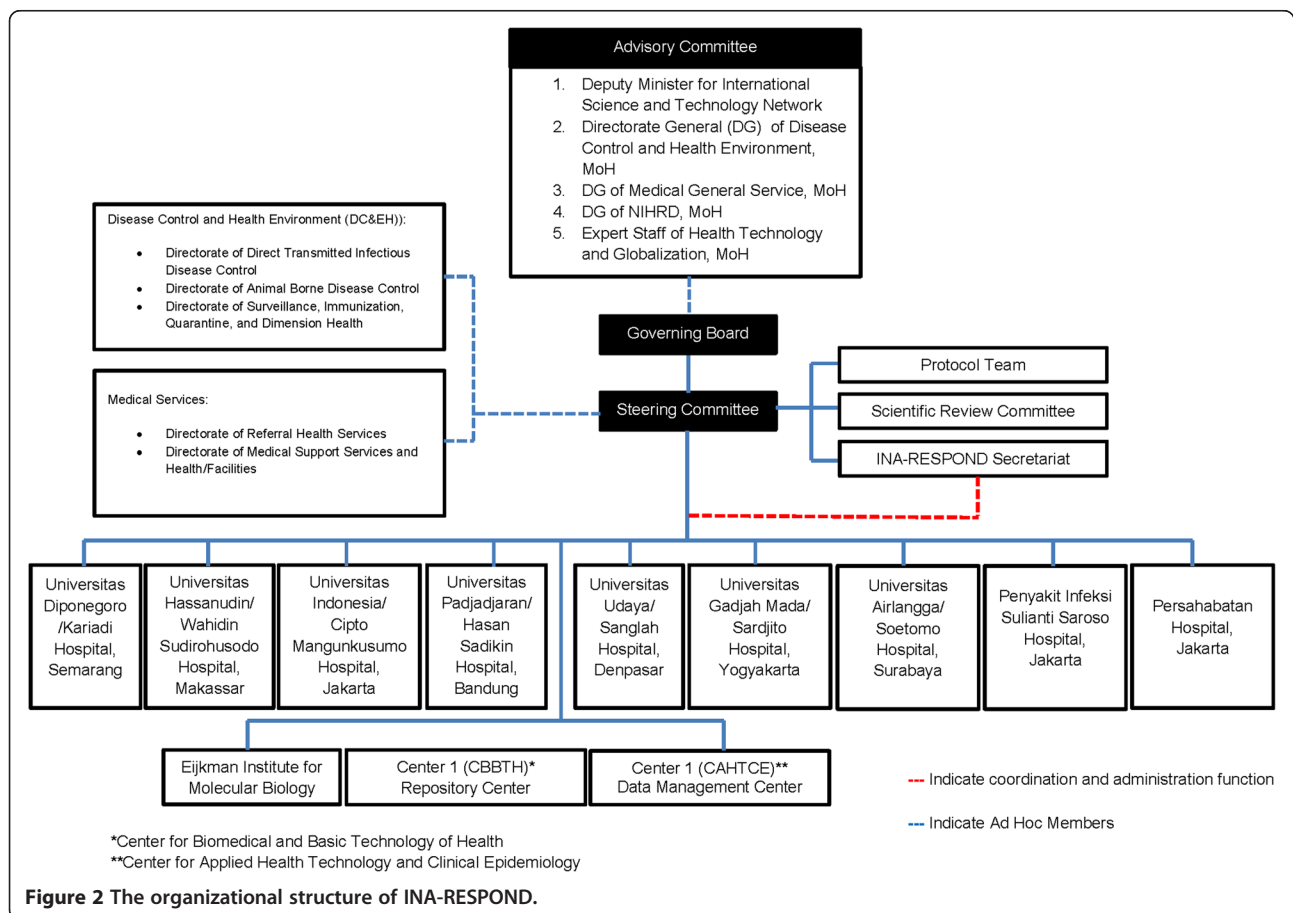 Advisory Committee
1. Deputy Minister for International
Science and Technology Network
2. Directorate General (DG) of Disease
Control and Health Environment,
MoH
3. DG of Medical General Service, MoH
4. DG of NIHRD, MoH
5. Expert Staff of Health Technology
and Globalization, MoH
Disease Control and Health Environment (DC&EH)):
• Directorate of Direct Transmitted Infectious
Disease Control
• Directorate of Animal Borne Disease Control
• Directorate of Surveillance, Immunization,
Quarantine, and Dimension Health
Governing Board
Medical Services:
• Directorate of Referral Health Services
• Directorate of Medical Support Services and
Health/Facilities
Steering Committee
Protocol Team
Scientific Review Committee
INA-RESPOND Secretariat
Universitas
Diponegoro
/Kariadi
Hospital,
Semarang
Universitas
Hassanudin/
Wahidin
Sudirohusodo
Hospital,
Makassar
Universitas
Indonesia/
Cipto
Mangunkusumo
Hospital,
Jakarta
Universitas
Padjadjaran/
Hasan
Sadikin
Hospital,
Bandung
Universitas
Udaya/
Sanglah
Hospital,
Denpasar
Universitas
Gadjah Mada/
Sardjito
Hospital,
Yogyakarta
Universitas
Airlangga/
Soetomo
Hospital,
Surabaya
Penyakit Infeksi
Sulianti Saroso
Hospital,
Jakarta
Persahabatan
Hospital,
Jakarta
Eijkman Institute for
Molecular Biology
Center 1 (CBBTH)*
Repository Center
Center 1 (CAHTCE)**
Data Management Center
Indicate coordination and administration function
Indicate Ad Hoc Members
*Center for Biomedical and Basic Technology of Health
**Center for Applied Health Technology and Clinical Epidemiology
Figure 2 The organizational structure of INA-RESPOND.